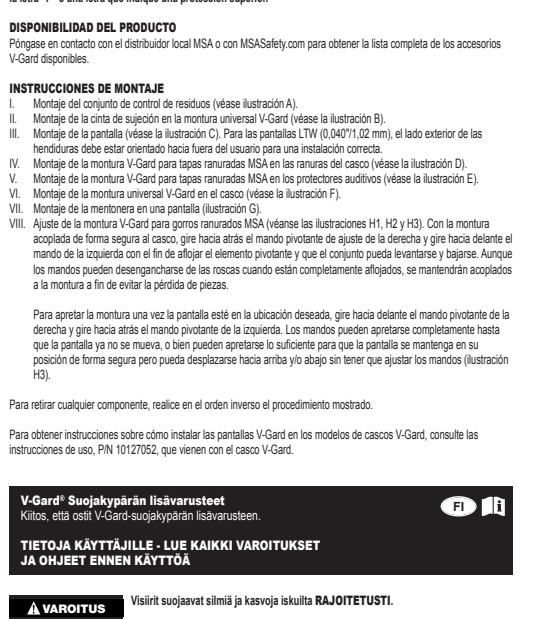 la letra "F" o una letra que indique una protección superior.
DISPONIBILIDAD DEL PRODUCTO
Póngase en contacto con el distribuidor local MSA o con MSASafety.com para obtener la lista completa de los accesorios
V-Gard disponibles.
INSTRUCCIONES DE MONTAJE
I. Montaje del conjunto de control de residuos (véase ilustración A).
II. Montaje de la cinta de sujeción en la montura universal V-Gard (véase la ilustración B).
III. Montaje de la pantalla (véase la ilustración C). Para las pantallas LTW (0,040"/1,02 mm), el lado exterior de las
hendiduras debe estar orientado hacia fuera del usuario para una instalación correcta.
IV. Montaje de la montura V-Gard para tapas ranuradas MSA en las ranuras del casco (véase la ilustración D).
V. Montaje de la montura V-Gard para tapas ranuradas MSA en los protectores auditivos (véase la ilustración E).
VI. Montaje de la montura universal V-Gard en el casco (véase la ilustración F).
VII. Montaje de la mentonera en una pantalla (ilustración G).
VIII. Ajuste de la montura V-Gard para gorros ranurados MSA (véanse las ilustraciones H1, H2 y H3). Con la montura
acoplada de forma segura al casco, gire hacia atrás el mando pivotante de ajuste de la derecha y gire hacia delante el
mando de la izquierda con el fin de aflojar el elemento pivotante y que el conjunto pueda levantarse y bajarse. Aunque
los mandos pueden desengancharse de las roscas cuando están completamente aflojados, se mantendrán acoplados
a la montura a fin de evitar la pérdida de piezas.
Para apretar la montura una vez la pantalla esté en la ubicación deseada, gire hacia delante el mando pivotante de la
derecha y gire hacia atrás el mando pivotante de la izquierda. Los mandos pueden apretarse completamente hasta
que la pantalla ya no se mueva, o bien pueden apretarse lo suficiente para que la pantalla se mantenga en su
posición de forma segura pero pueda desplazarse hacia arriba y/o abajo sin tener que ajustar los mandos (ilustración
H3).
Para retirar cualquier componente, realice en el orden inverso el procedimiento mostrado.
Para obtener instrucciones sobre cómo instalar las pantallas V-Gard en los modelos de cascos V-Gard, consulte las
instrucciones de uso, P/N 10127052, que vienen con el casco V-Gard.
V-Gard® Suojakypärän lisävarusteet
Kiitos, että ostit V-Gard-suojakypärän lisävarusteen.
FI
TIETOJA KÄYTTÄJILLE - LUE KAIKKI VAROITUKSET
JA OHJEET ENNEN KÄYTTÖÄ
VAROITUS
Visiirit suojaavat silmiä ja kasvoja iskuilta RAJOITETUSTI.